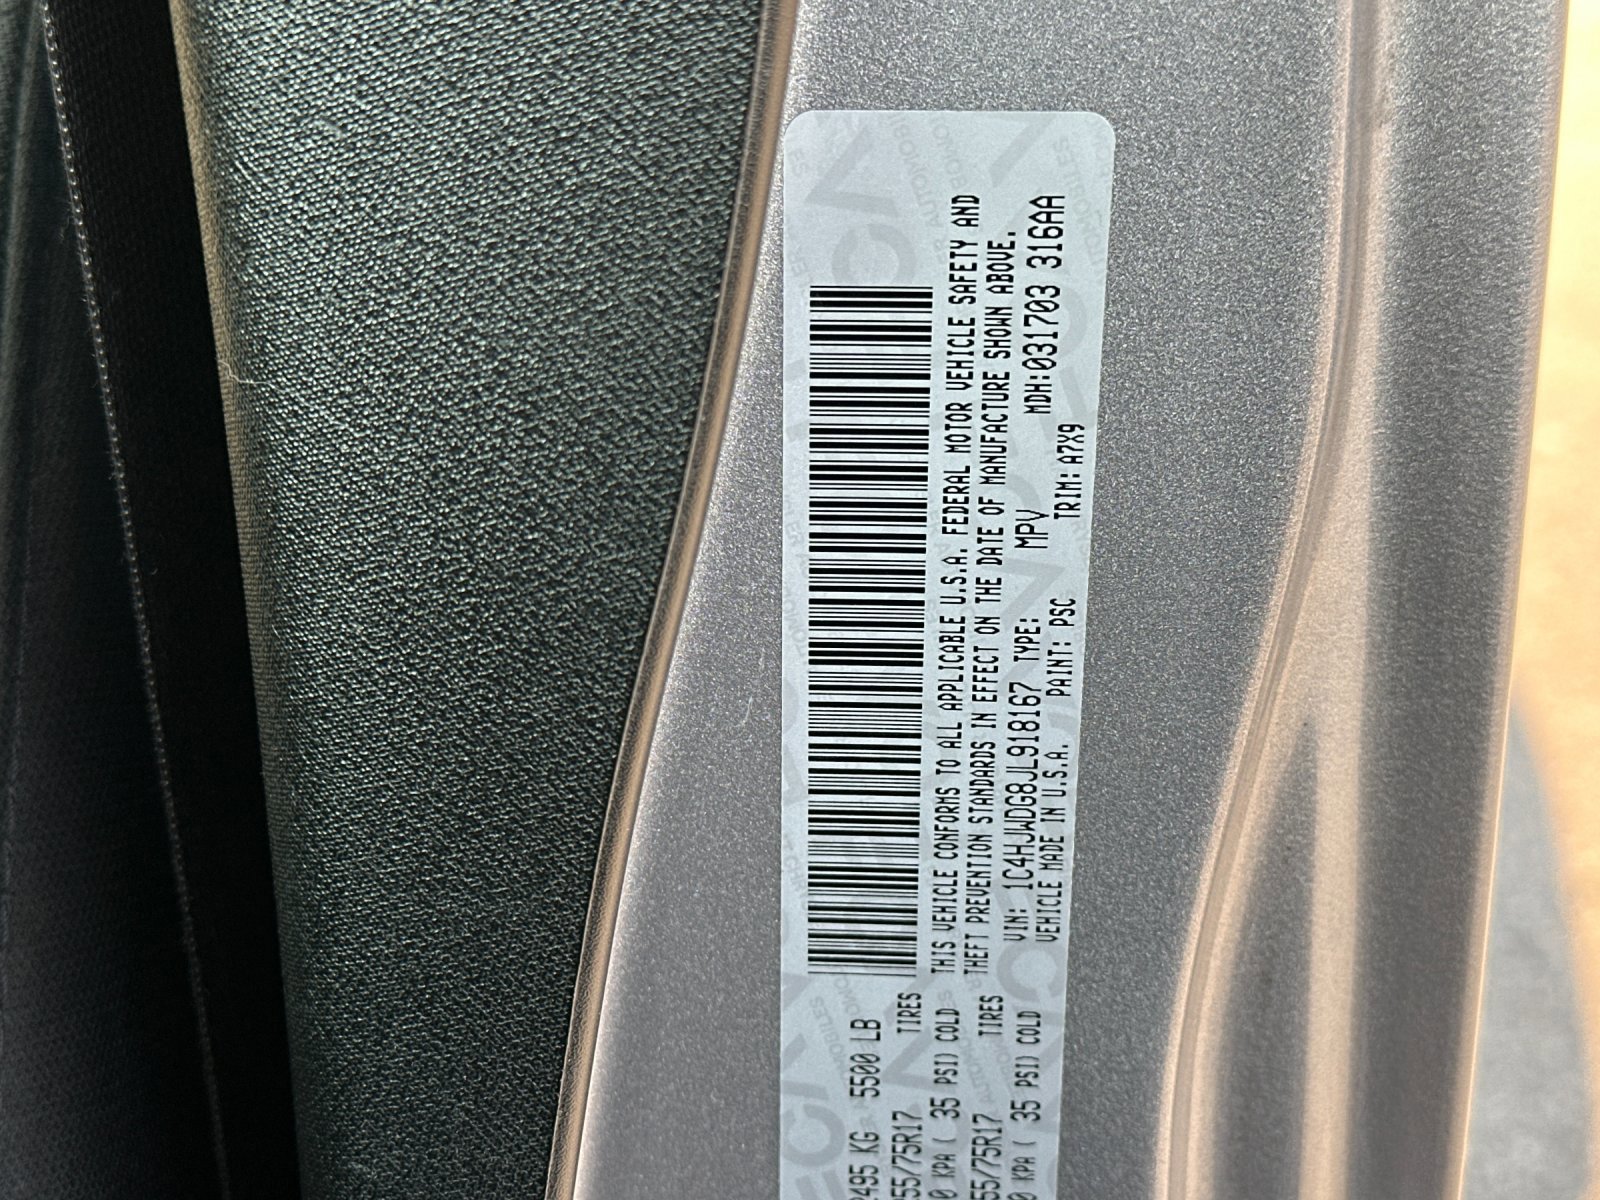 2495 KG 5500 LB
55/75R17 TIRES
0 KPA ( 35 PSI) COLD
55/75R17 TIRES
0 KPA ( 35 PSI) COLD
THIS VEHICLE CONFORMS TO ALL APPLICABLE U.S.A. FEDERAL MOTOR VEHICLE SAFETY AND
THEFT PREVENTION STANDARDS IN EFFECT ON THE DATE OF MANUFACTURE SHOWN ABOVE.
VIN: 1C4HJWDG8JL918167 TYPE: MPV MDH:031703 316AA
VEHICLE MADE IN U.S.A. PAINT: PSC TRIM: A7X9